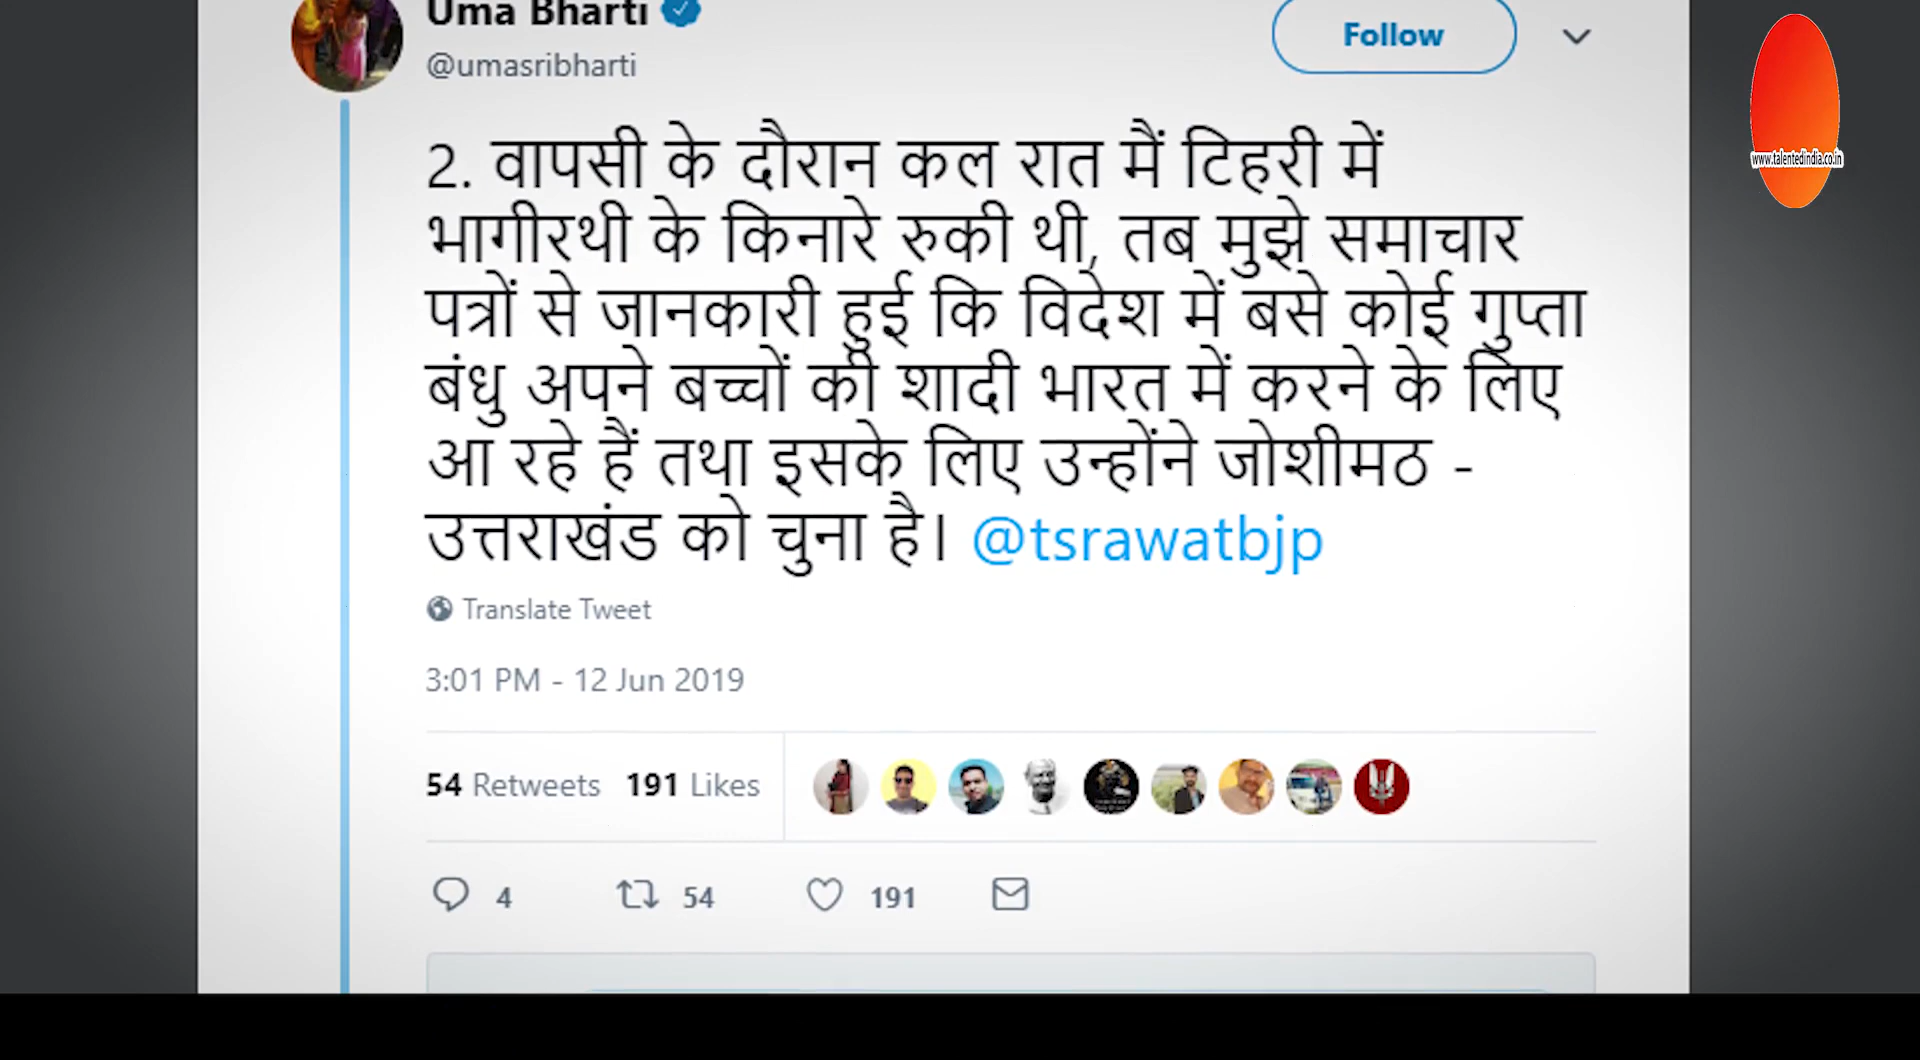 Uma Bharti
@umasribharti
Follow
www.talentedindia.co.in
2. वापसी के दौरान कल रात मैं टिहरी में
भागीरथी के किनारे रुकी थी, तब मुझे समाचार
पत्रों से जानकारी हुई कि विदेश में बसे कोई गुप्ता
बंधु अपने बच्चों की शादी भारत में करने के लिए
आ रहे हैं तथा इसके लिए उन्होंने जोशीमठ -
उत्तराखंड को चुना है। @tsrawatbjp
Translate Tweet
3:01 PM - 12 Jun 2019
54 Retweets 191 Likes
4 54 191